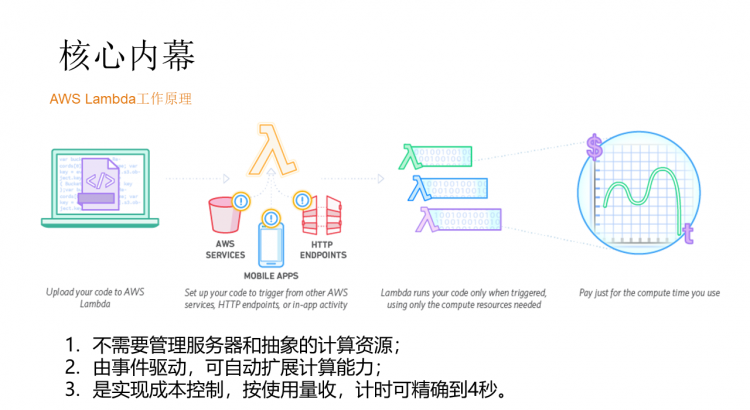 核心内幕
AWS Lambda工作原理
$
t
AWS
SERVICES
MOBILE APPS
HTTP
ENDPOINTS
Upload your code to AWS
Lambda
Set up your code to trigger from other AWS
services, HTTP endpoints, or in-app activity
Lambda runs your code only when triggered,
using only the compute resources needed
Pay just for the compute time you use
1. 不需要管理服务器和抽象的计算资源；
2. 由事件驱动，可自动扩展计算能力；
3. 是实现成本控制，按使用量收，计时可精确到4秒。